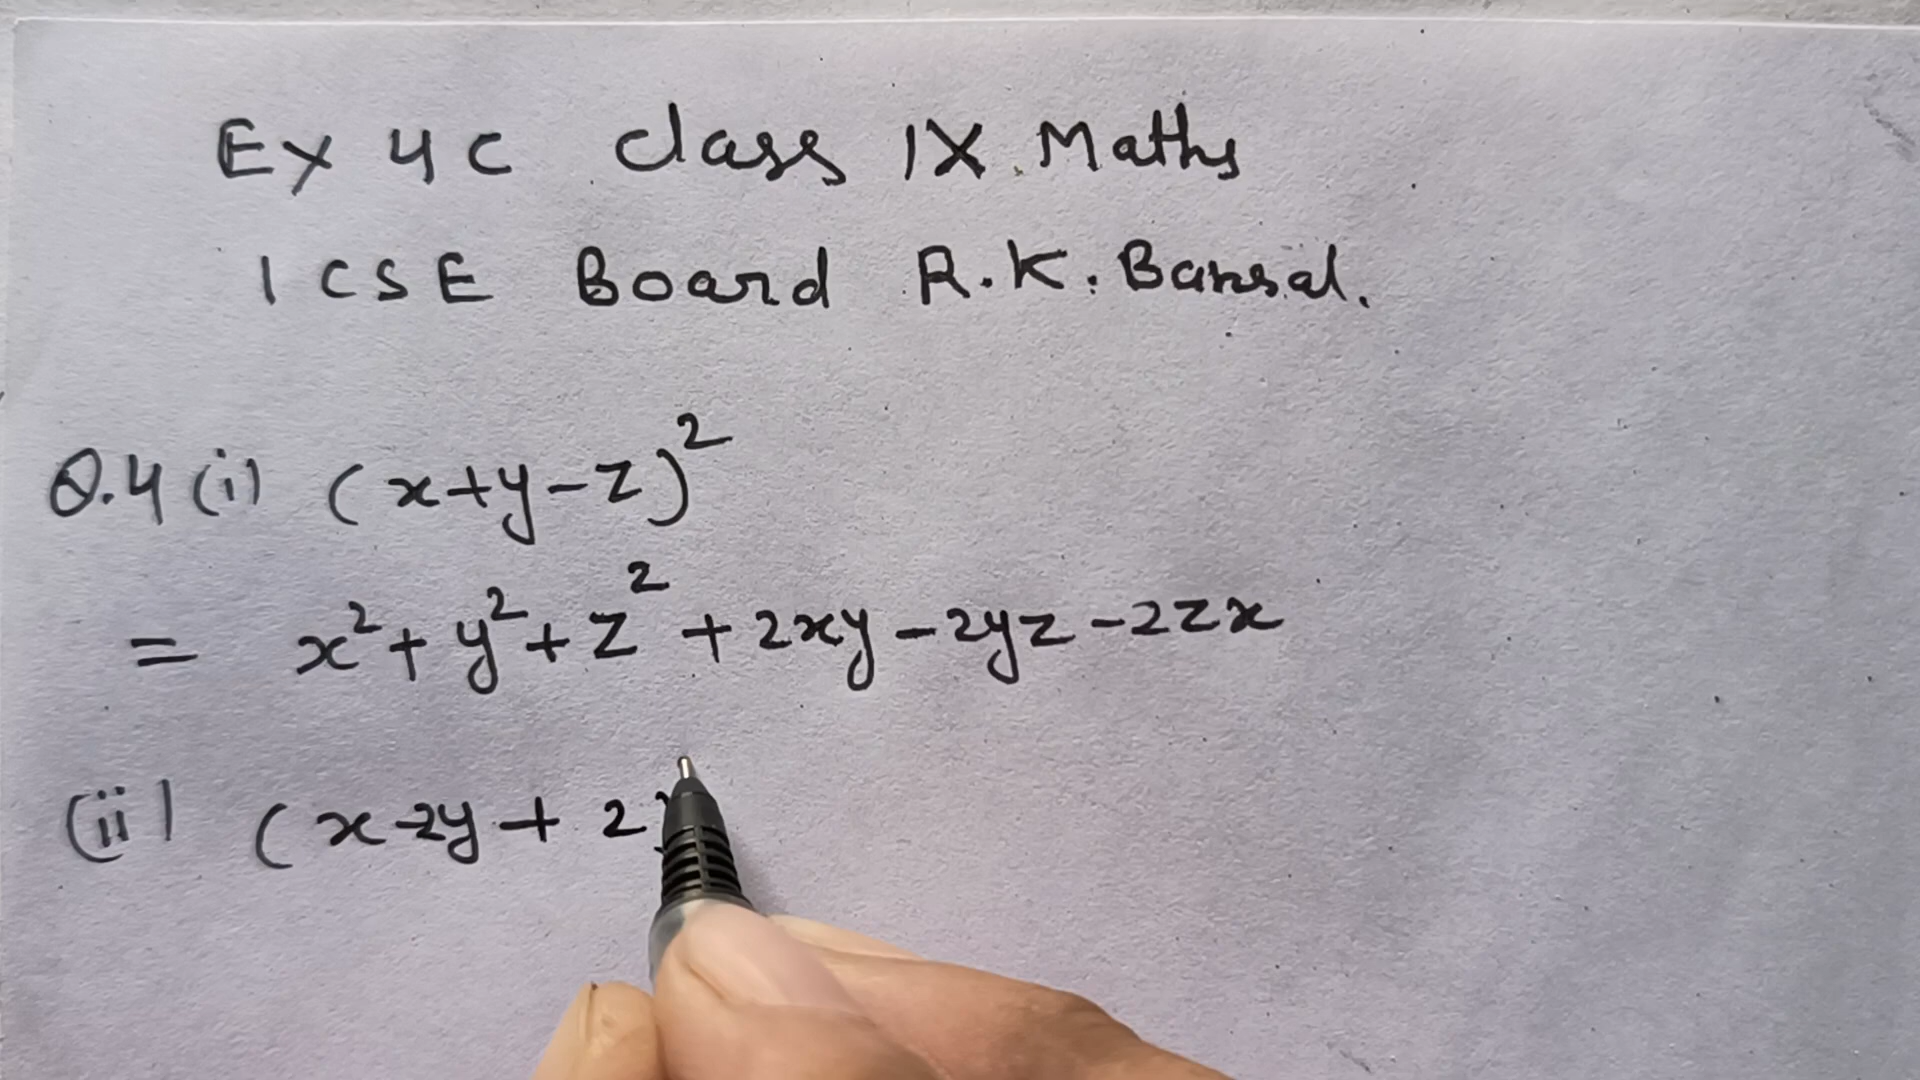 Ex 4C Class IX Maths
ICSE Board R.K. Bansal.
Q.4 (i) (x+y-z)²
= x²+y²+z²+2xy-2yz-2zx
(ii) (x-2y+2)